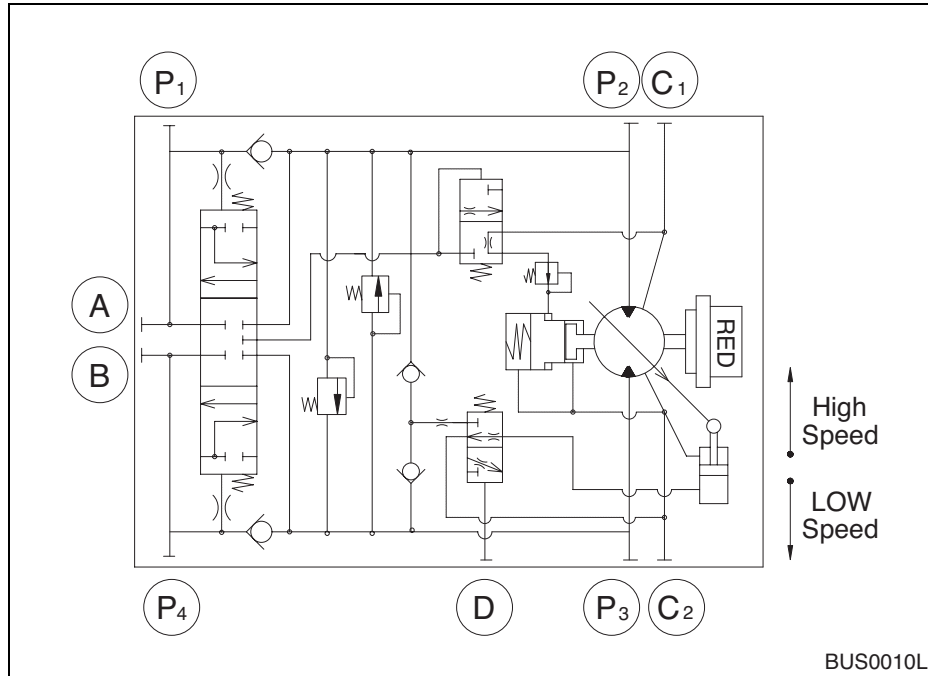 P1
P2
C1
A
B
RED
High
Speed
LOW
Speed
P4
D
P3
C2
BUS0010L